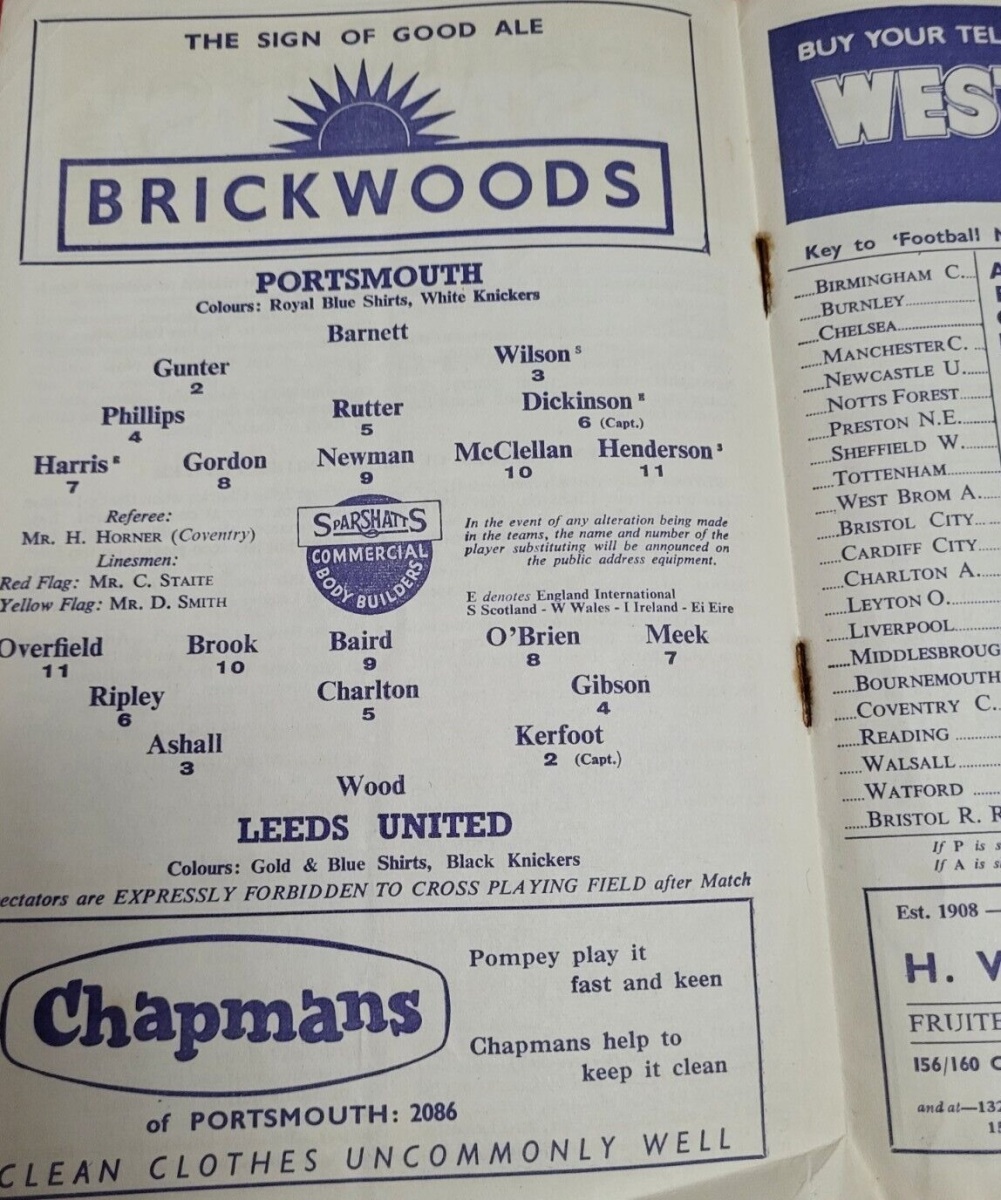 THE SIGN OF GOOD ALE
BRICKWOODS
PORTSMOUTH
Colours: Royal Blue Shirts, White Knickers
Barnett
Gunter Wilson S
2 3
Phillips Rutter Dickinson E
4 5 6 (Capt.)
Harris E Gordon Newman McClellan Henderson S
7 8 9 10 11
Referee:
MR. H. HORNER (Coventry)
Linesmen:
Red Flag: MR. C. STAITE
Yellow Flag: MR. D. SMITH
SPARSHATTS
COMMERCIAL
BODY BUILDERS
In the event of any alteration being made
in the teams, the name and number of the
player substituting will be announced on
the public address equipment.
E denotes England International
S Scotland - W Wales - I Ireland - Ei Eire
Overfield Brook Baird O'Brien Meek
11 10 9 8 7
Ripley Charlton Gibson
6 5 4
Ashall Kerfoot
3 2 (Capt.)
Wood
LEEDS UNITED
Colours: Gold & Blue Shirts, Black Knickers
ectators are EXPRESSLY FORBIDDEN TO CROSS PLAYING FIELD after Match
Chapmans
of PORTSMOUTH: 2086
Pompey play it
fast and keen
Chapmans help to
keep it clean
CLEAN CLOTHES UNCOMMONLY WELL
BUY YOUR TEL
WES
Key to 'Football
.....BIRMINGHAM C...
.....BURNLEY
.....CHELSEA
.....MANCHESTER C. ..
.....NEWCASTLE U.
.....NOTTS FOREST
.....PRESTON N.E.
.....SHEFFIELD W.
.....TOTTENHAM
.....WEST BROM A.
.....BRISTOL CITY
.....CARDIFF CITY
.....CHARLTON A.
.....LEYTON O.
.....LIVERPOOL
.....MIDDLESBROUG
.....BOURNEMOUTH
.....COVENTRY C.
.....READING
.....WALSALL
.....WATFORD
.....BRISTOL R. R
If P is s
If A is s
Est. 1908 —
H. V
FRUITE
156/160
and at—132
15